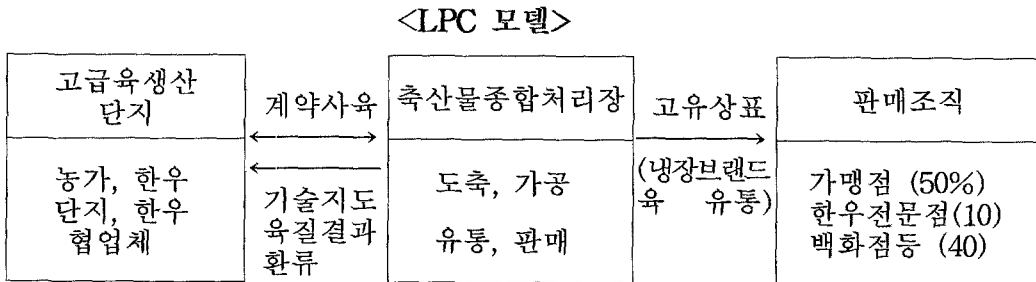 <LPC 모델>
고급육생산
단지
농가, 한우
단지, 한우
협업체
계약사육
기술지도
육질결과
환류
축산물종합처리장
도축, 가공
유통, 판매
고유상표
(냉장브랜드
육 유통)
판매조직
가맹점 (50%)
한우전문점(10)
백화점등 (40)